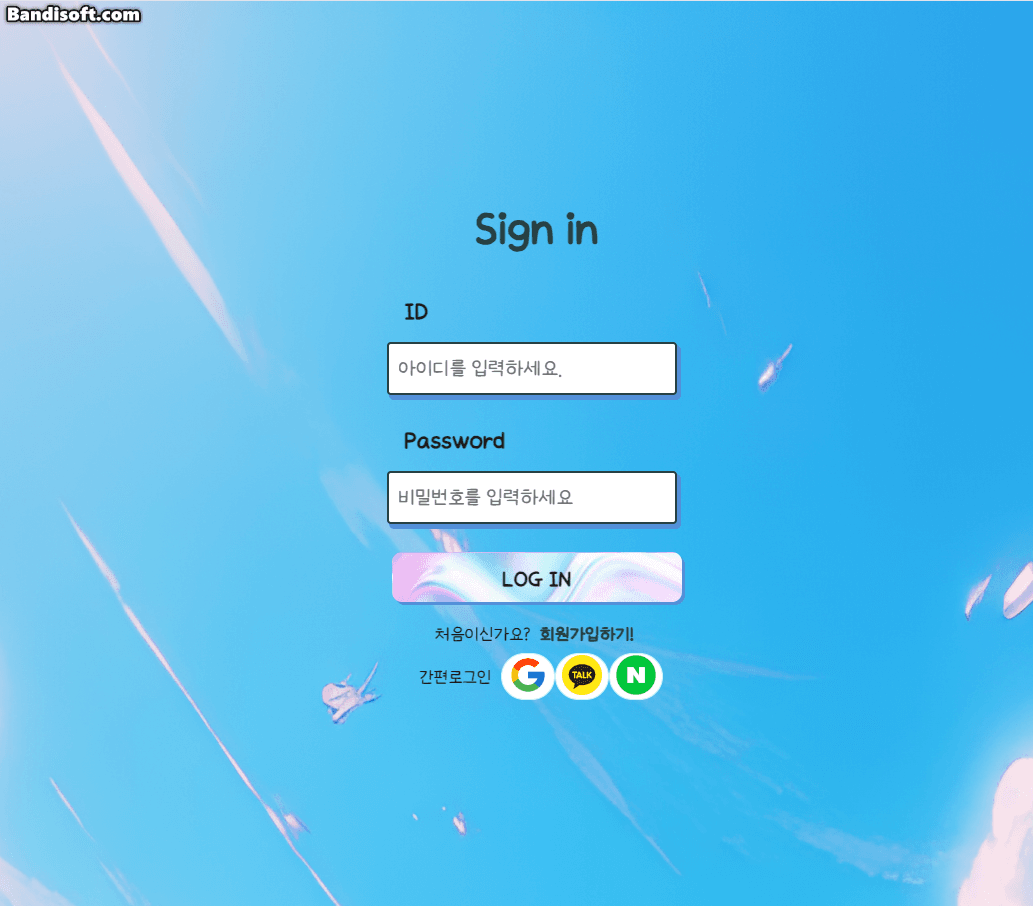 Bandisoft.com
Sign in
ID
아이디를 입력하세요.
Password
비밀번호를 입력하세요
LOG IN
처음이신가요? 회원가입하기!
간편로그인 G TALK N